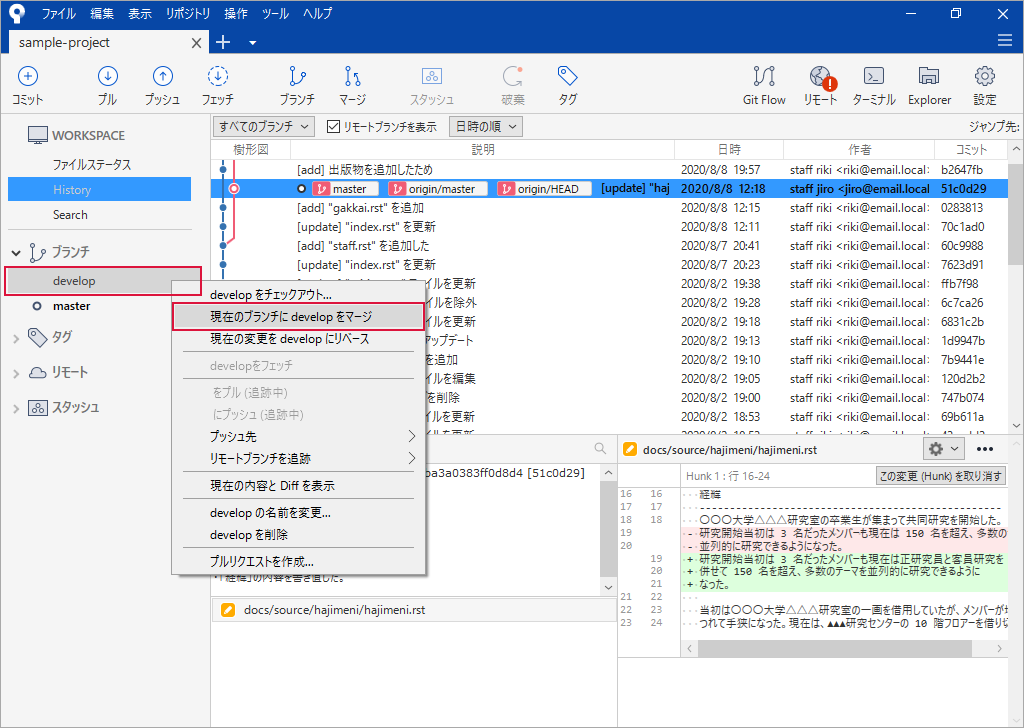 ファイル 編集 表示 リポジトリ 操作 ツール ヘルプ
sample-project
コミット プル プッシュ フェッチ ブランチ マージ スタッシュ 破棄 タグ Git Flow リモート ターミナル Explorer 設定
WORKSPACE
ファイルステータス
History
Search
ブランチ
develop
master
タグ
リモート
スタッシュ
すべてのブランチ リモートブランチを表示 日時の順 ジャンプ先:
樹形図 説明 日時 作者 コミット
[add] 出版物を追加したため 2020/8/8 19:57 staff riki <riki@email.local> b2647fb
master origin/master origin/HEAD [update] "haj 2020/8/8 12:18 staff jiro <jiro@email.local 51c0d29
[add] "gakkai.rst" を追加 2020/8/8 12:15 staff riki <riki@email.local> 0283813
[update] "index.rst" を更新 2020/8/8 12:11 staff riki <riki@email.local> 70c1ad0
[add] "staff.rst" を追加した 2020/8/7 20:41 staff riki <riki@email.local> 60c9988
[update] "index.rst" を更新 2020/8/7 20:23 staff riki <riki@email.local> 7623d91
イルを更新 2020/8/2 19:38 staff riki <riki@email.local> ffb7f98
イルを除外 2020/8/2 19:28 staff riki <riki@email.local> 6c7ca26
イルを更新 2020/8/2 19:18 staff riki <riki@email.local> 6831c2b
アップデート 2020/8/2 19:13 staff riki <riki@email.local> 1d9947b
を追加 2020/8/2 19:10 staff riki <riki@email.local> 7b9441e
イルを編集 2020/8/2 19:05 staff riki <riki@email.local> 120d2b2
を削除 2020/8/2 19:00 staff riki <riki@email.local> 747b074
イルを更新 2020/8/2 18:53 staff riki <riki@email.local> 69b611a
イルを更新
develop をチェックアウト...
現在のブランチに develop をマージ
現在の変更を develop にリベース
developをフェッチ
をプル (追跡中)
にプッシュ (追跡中)
プッシュ先
リモートブランチを追跡
現在の内容と Diff を表示
develop の名前を変更...
develop を削除
プルリクエストを作成...
ba3a0383ff0d8d4 [51c0d29]
・「経緯」の内容を書き直した。
docs/source/hajimeni/hajimeni.rst
docs/source/hajimeni/hajimeni.rst
Hunk 1 : 行 16-24 この変更 (Hunk) を取り消す
16 16 経緯
17 17 --------------------------------------------------
18 18 〇〇〇大学△△△研究室の卒業生が集まって共同研究を開始した。
19 - 研究開始当初は 3 名だったメンバーも現在は 150 名を超え、多数の
20 - 並列的に研究できるようになった。
19 + 研究開始当初は 3 名だったメンバーも現在は正研究員と客員研究を
20 + 併せて 150 名を超え、多数のテーマを並列的に研究できるように
21 + なった。
21 22
22 23 当初は〇〇〇大学△△△研究室の一画を借用していたが、メンバーが
23 24 つれて手狭になった。現在は、▲▲▲研究センターの 10 階フロアーを借り